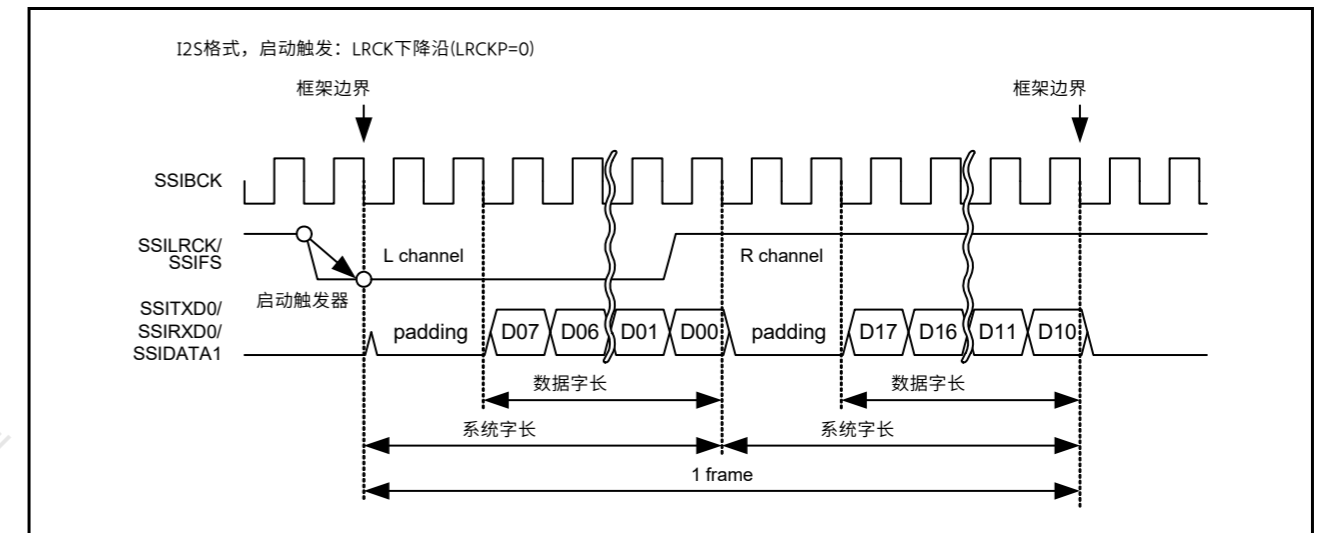 I2S格式，启动触发：LRCK下降沿(LRCKP=0)
框架边界 框架边界
SSIBCK
SSILRCK/
SSIFS
L channel R channel
启动触发器
SSITXD0/
SSIRXD0/
SSIDATA1
padding D07 D06 D01 D00 padding D17 D16 D11 D10
数据字长 数据字长
系统字长 系统字长
1 frame